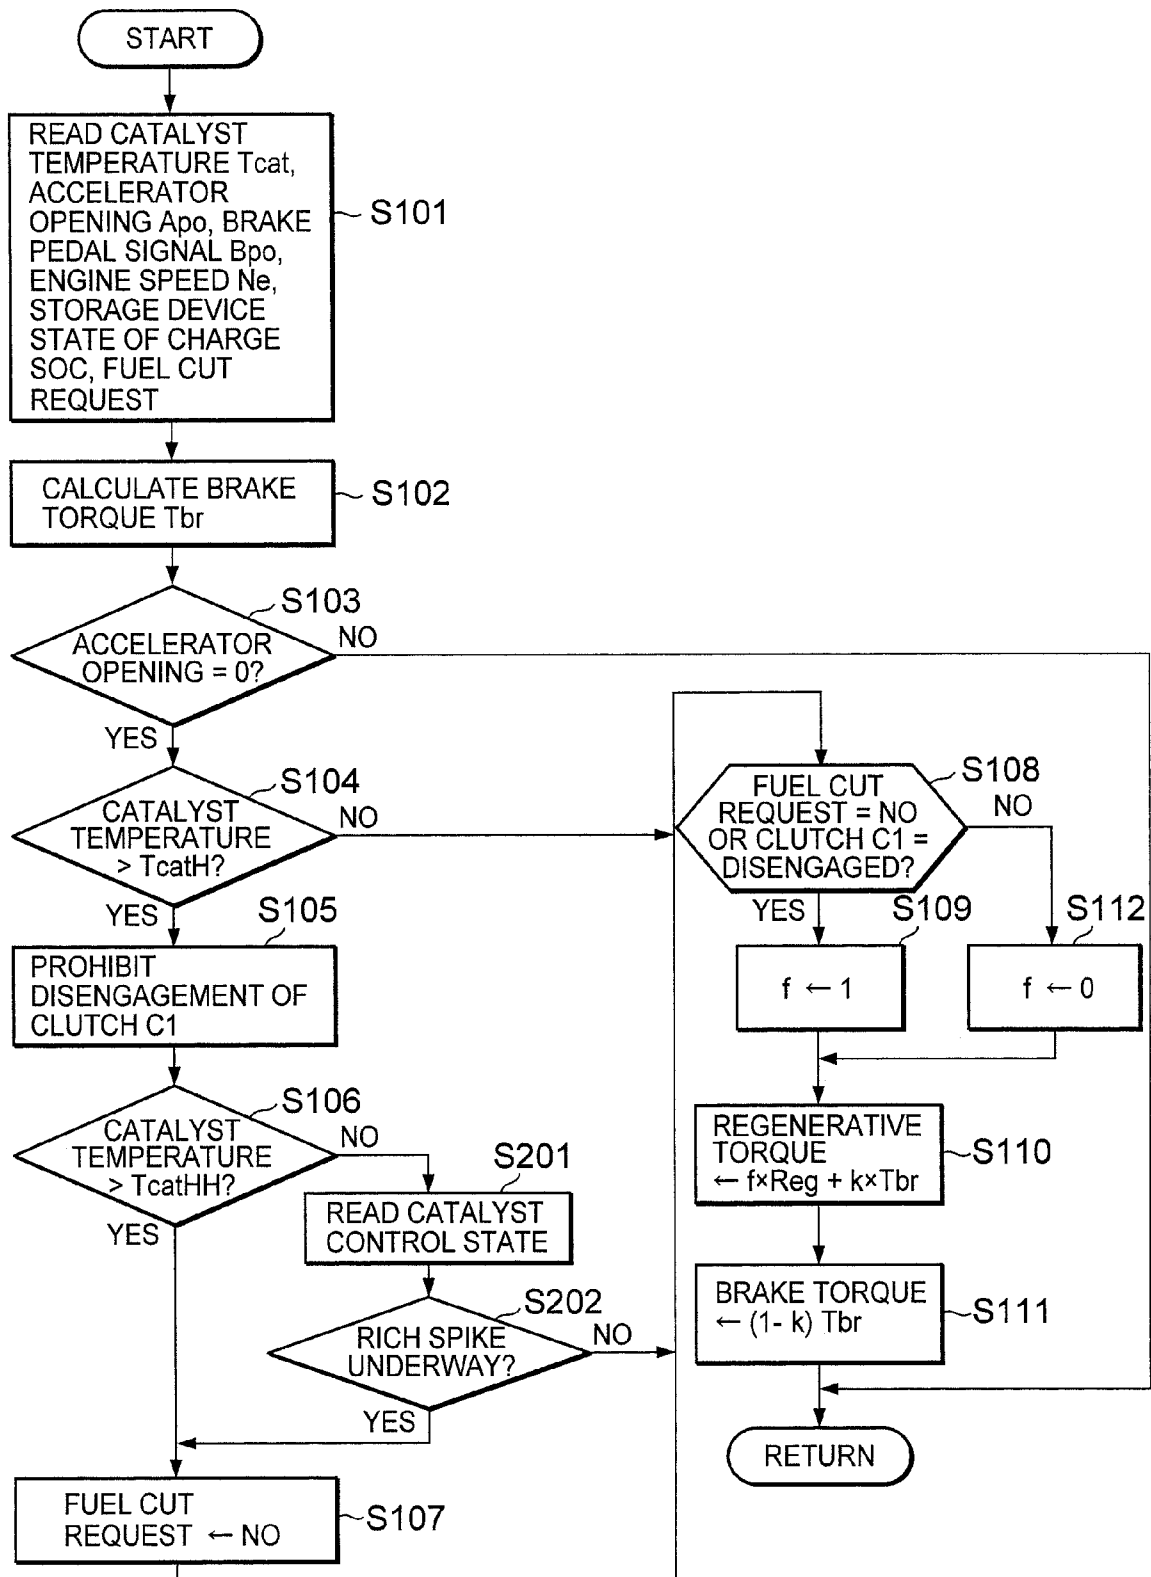 START
READ CATALYST
TEMPERATURE Tcat,
ACCELERATOR
OPENING Apo, BRAKE
PEDAL SIGNAL Bpo,
ENGINE SPEED Ne,
STORAGE DEVICE
STATE OF CHARGE
SOC, FUEL CUT
REQUEST
S101
CALCULATE BRAKE
TORQUE Tbr
S102
S103
ACCELERATOR
OPENING = 0?
NO
YES
S104
CATALYST
TEMPERATURE
> TcatH?
NO
YES
S105
PROHIBIT
DISENGAGEMENT OF
CLUTCH C1
S106
CATALYST
TEMPERATURE
> TcatHH?
NO
YES
S201
READ CATALYST
CONTROL STATE
S202
RICH SPIKE
UNDERWAY?
NO
YES
FUEL CUT
REQUEST ← NO
S107
S108
FUEL CUT
REQUEST = NO
OR CLUTCH C1 =
DISENGAGED?
NO
YES
S109
f ← 1
S112
f ← 0
REGENERATIVE
TORQUE
← f×Reg + k×Tbr
S110
BRAKE TORQUE
← (1- k) Tbr
S111
RETURN